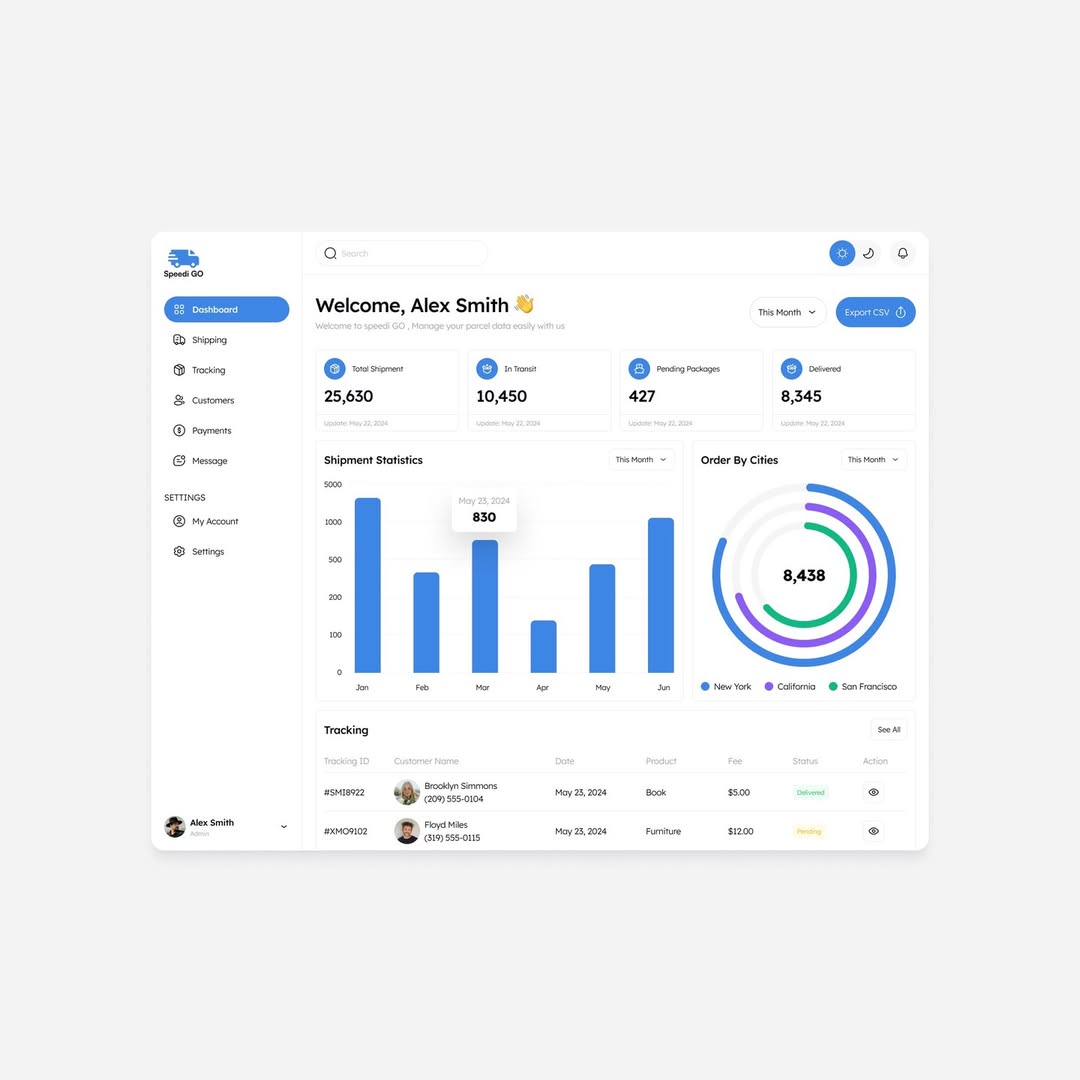 Speedi GO
Search
Dashboard
Shipping
Tracking
Customers
Payments
Message
SETTINGS
My Account
Settings
Alex Smith
Admin
Welcome, Alex Smith 👋
Welcome to speedi GO , Manage your parcel data easily with us
This Month
Export CSV
Total Shipment
25,630
Update: May 22, 2024
In Transit
10,450
Update: May 22, 2024
Pending Packages
427
Update: May 22, 2024
Delivered
8,345
Update: May 22, 2024
Shipment Statistics
This Month
5000
1000
500
200
100
0
May 23, 2024
830
Jan Feb Mar Apr May Jun
Order By Cities
This Month
8,438
New York California San Francisco
Tracking
See All
Tracking ID Customer Name Date Product Fee Status Action
#SMI8922 Brooklyn Simmons May 23, 2024 Book $5.00 Delivered
(209) 555-0104
#XMO9102 Floyd Miles May 23, 2024 Furniture $12.00 Pending
(319) 555-0115